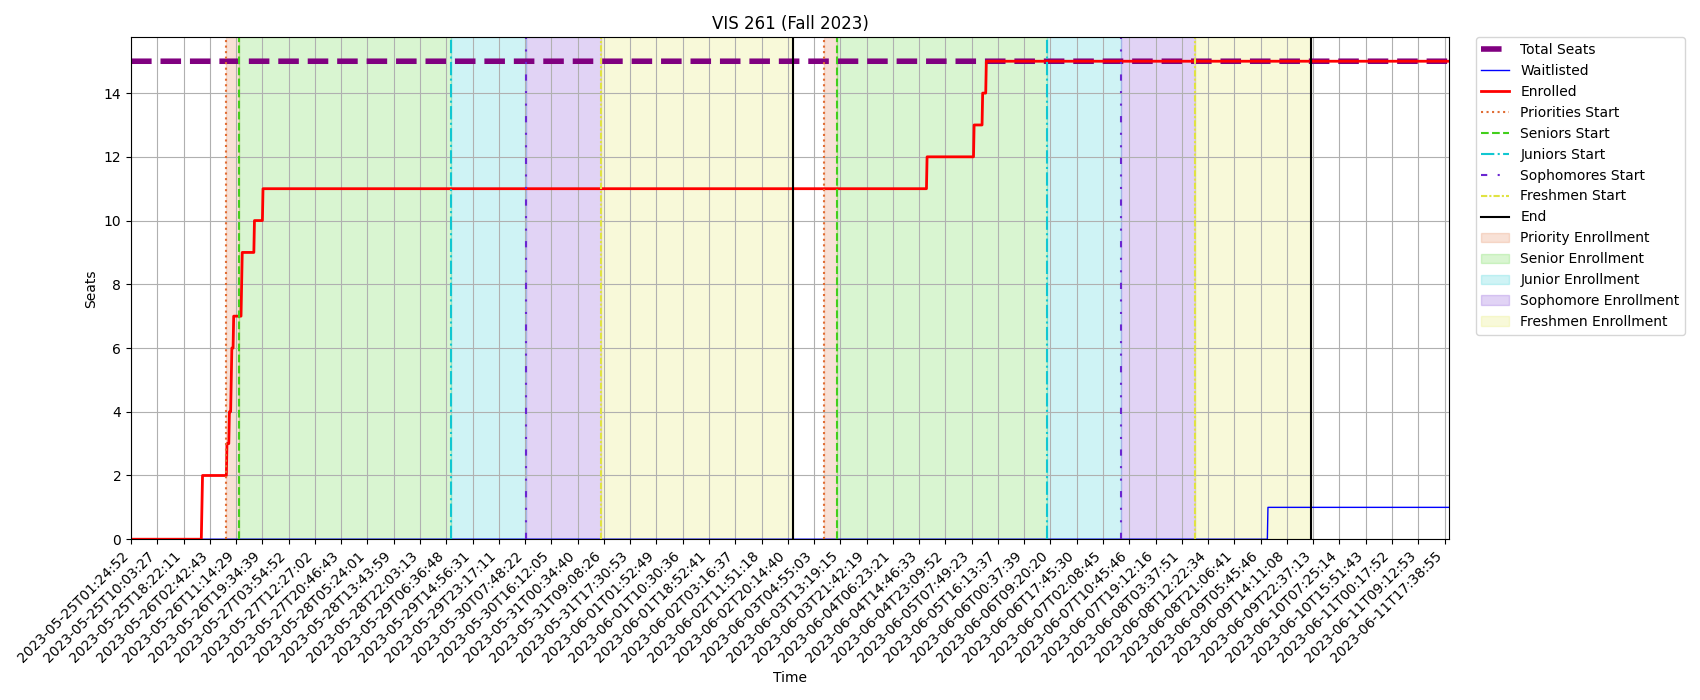 VIS 261 (Fall 2023)
Total Seats
Waitlisted
Enrolled
Priorities Start
Seniors Start
Juniors Start
Sophomores Start
Freshmen Start
End
Priority Enrollment
Senior Enrollment
Junior Enrollment
Sophomore Enrollment
Freshmen Enrollment
Seats
14
12
10
8
6
4
2
0
2023-05-25T01:24:52
2023-05-25T10:03:27
2023-05-25T18:22:11
2023-05-26T02:42:43
2023-05-26T11:14:29
2023-05-26T19:34:39
2023-05-27T03:54:52
2023-05-27T12:27:02
2023-05-27T20:46:43
2023-05-28T05:24:01
2023-05-28T13:43:59
2023-05-28T22:03:13
2023-05-29T06:36:48
2023-05-29T14:56:31
2023-05-29T23:17:11
2023-05-30T07:48:22
2023-05-30T16:12:05
2023-05-31T00:34:40
2023-05-31T09:08:26
2023-05-31T17:30:53
2023-06-01T01:52:49
2023-06-01T10:30:36
2023-06-01T18:52:41
2023-06-02T03:16:37
2023-06-02T11:51:18
2023-06-02T20:14:40
2023-06-03T04:55:03
2023-06-03T13:19:15
2023-06-03T21:42:19
2023-06-04T06:23:21
2023-06-04T14:46:33
2023-06-04T23:09:52
2023-06-05T07:49:23
2023-06-05T16:13:37
2023-06-06T00:37:39
2023-06-06T09:20:20
2023-06-06T17:45:30
2023-06-07T02:08:45
2023-06-07T10:45:46
2023-06-07T19:12:16
2023-06-08T03:37:51
2023-06-08T12:22:34
2023-06-08T21:06:41
2023-06-09T05:45:46
2023-06-09T14:11:08
2023-06-09T22:37:13
2023-06-10T07:25:14
2023-06-10T15:51:43
2023-06-11T00:17:52
2023-06-11T09:12:53
2023-06-11T17:38:55
Time